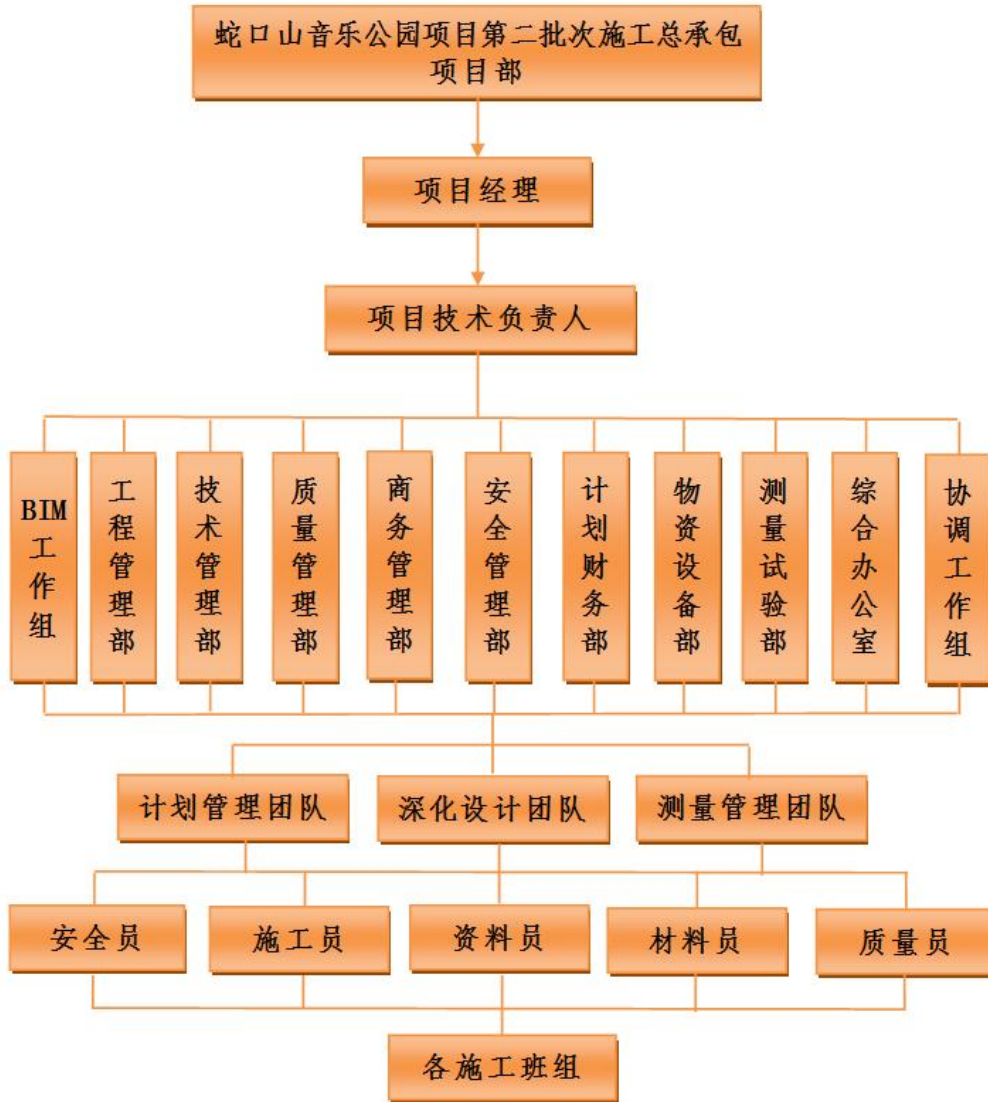 蛇口山音乐公园项目第二批次施工总承包
项目部
项目经理
项目技术负责人
BIM工作组
工程管理部
技术管理部
质量管理部
商务管理部
安全管理部
计划财务部
物资设备部
测量试验部
综合办公室
协调工作组
计划管理团队
深化设计团队
测量管理团队
安全员
施工员
资料员
材料员
质量员
各施工班组